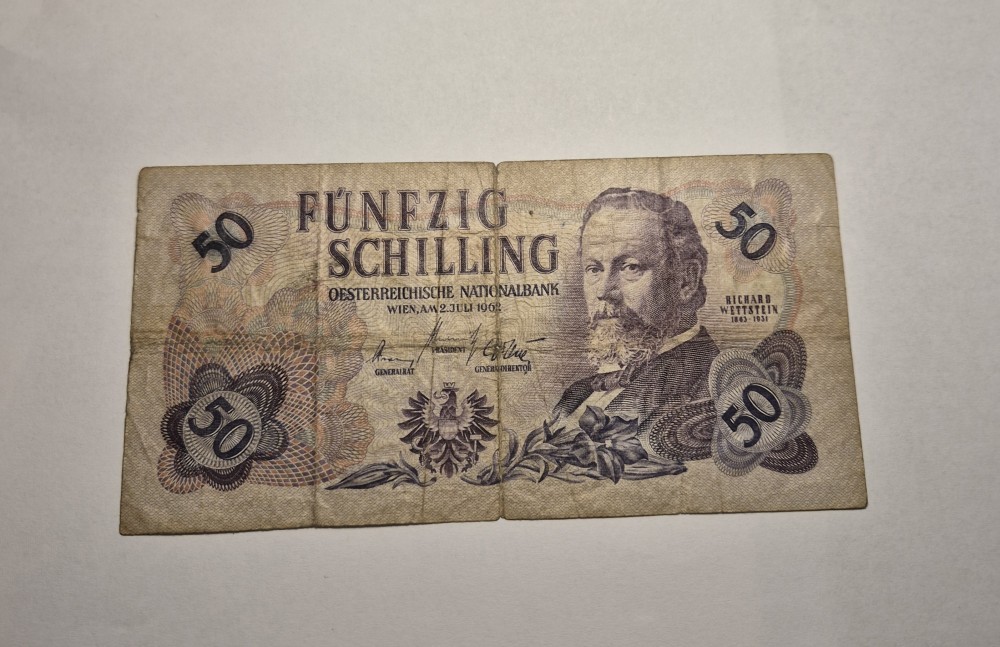 50
FÜNFZIG
SCHILLING
OESTERREICHISCHE NATIONALBANK
WIEN, AM 2. JULI 1962
50
RICHARD
WETTSTEIN
1863-1931
PRÄSIDENT
GENERALRAT
GENERALDIREKTOR
50
50